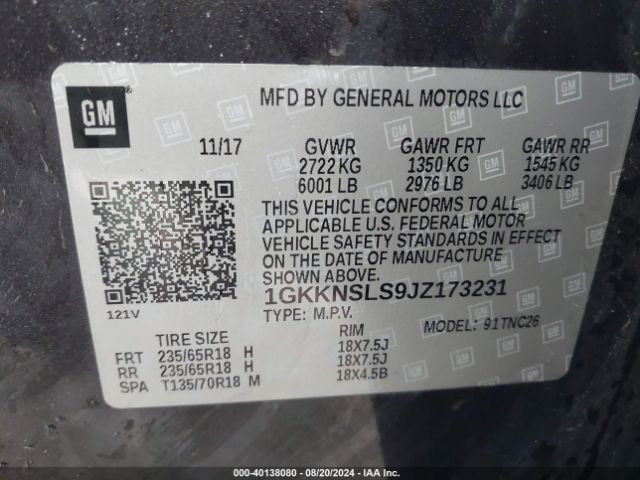 GM
MFD BY GENERAL MOTORS LLC
11/17 GVWR GAWR FRT GAWR RR
2722 KG 1350 KG 1545 KG
6001 LB 2976 LB 3406 LB
THIS VEHICLE CONFORMS TO ALL
APPLICABLE U.S. FEDERAL MOTOR
VEHICLE SAFETY STANDARDS IN EFFECT
ON THE DATE OF MANUFACTURE
SHOWN ABOVE.
1GKKNSLS9JZ173231
121V
TYPE: M.P.V. MODEL: 91TNC26
TIRE SIZE RIM
FRT 235/65R18 H 18X7.5J
RR 235/65R18 H 18X7.5J
SPA T135/70R18 M 18X4.5B
000-40138080 - 08/20/2024 - IAA Inc.